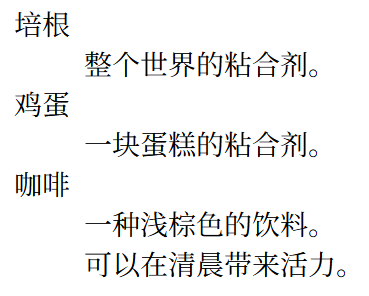 培根
整个世界的粘合剂。
鸡蛋
一块蛋糕的粘合剂。
咖啡
一种浅棕色的饮料。
可以在清晨带来活力。